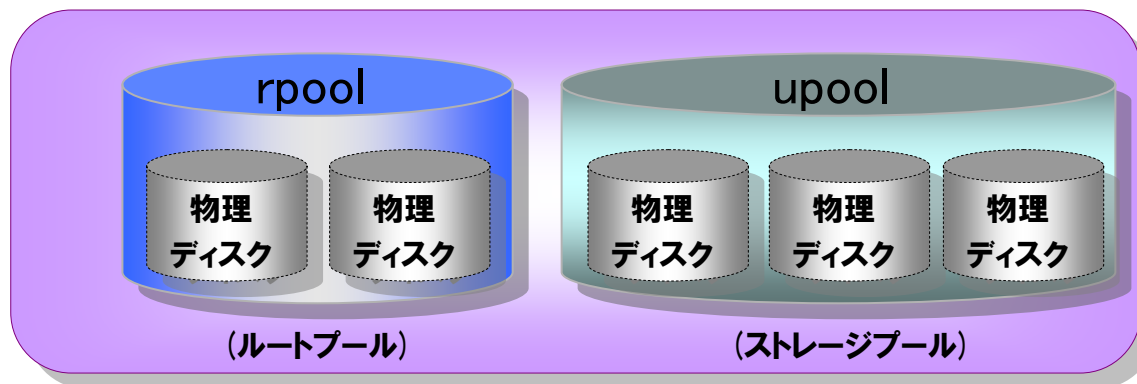 rpool
upool
物理
ディスク
物理
ディスク
物理
ディスク
物理
ディスク
物理
ディスク
(ルートプール)
(ストレージプール)